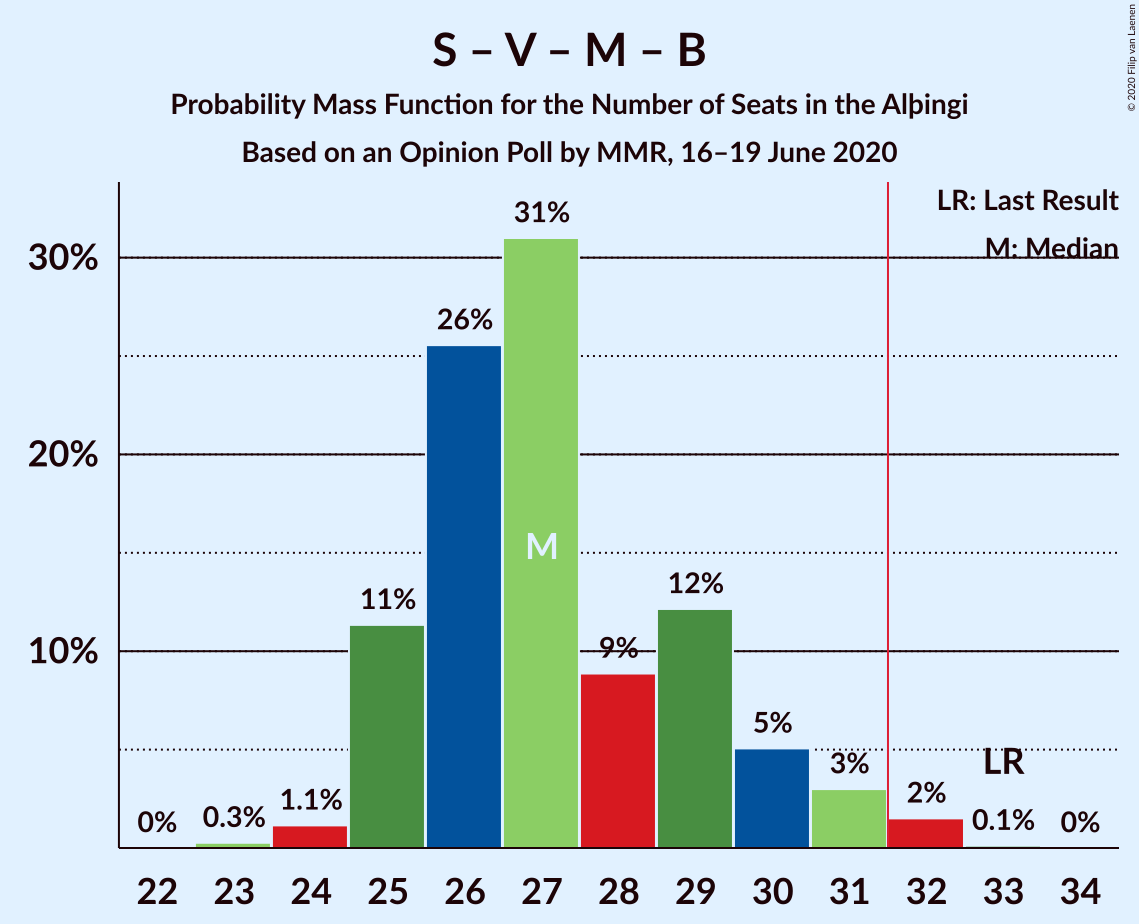 S – V – M – B
Probability Mass Function for the Number of Seats in the Alþingi
Based on an Opinion Poll by MMR, 16–19 June 2020
© 2020 Filip van Laenen
LR: Last Result
M: Median
30%
20%
10%
0%
0.3%
1.1%
11%
26%
31%
9%
12%
5%
3%
2%
0.1%
0%
M
LR
22 23 24 25 26 27 28 29 30 31 32 33 34